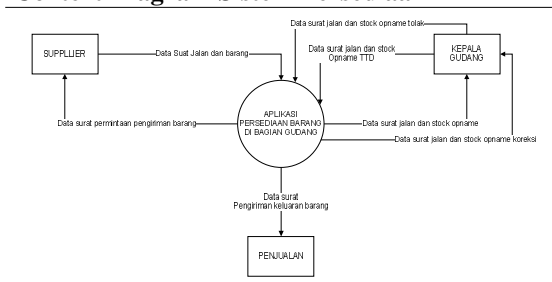 Data surat jalan dan stock opname tolak
SUPPLLIER
Data Suat Jalan dan barang
Data surat jalan dan stock
Opname TTD
KEPALA
GUDANG
APLIKASI
PERSEDIAAN BARANG
DI BAGIAN GUDANG
Data surat permintaan pengiriman barang
Data surat jalan dan stock opname
Data surat jalan dan stock opname koreksi
Data surat
Pengiriman keluaran barang
PENJUALAN